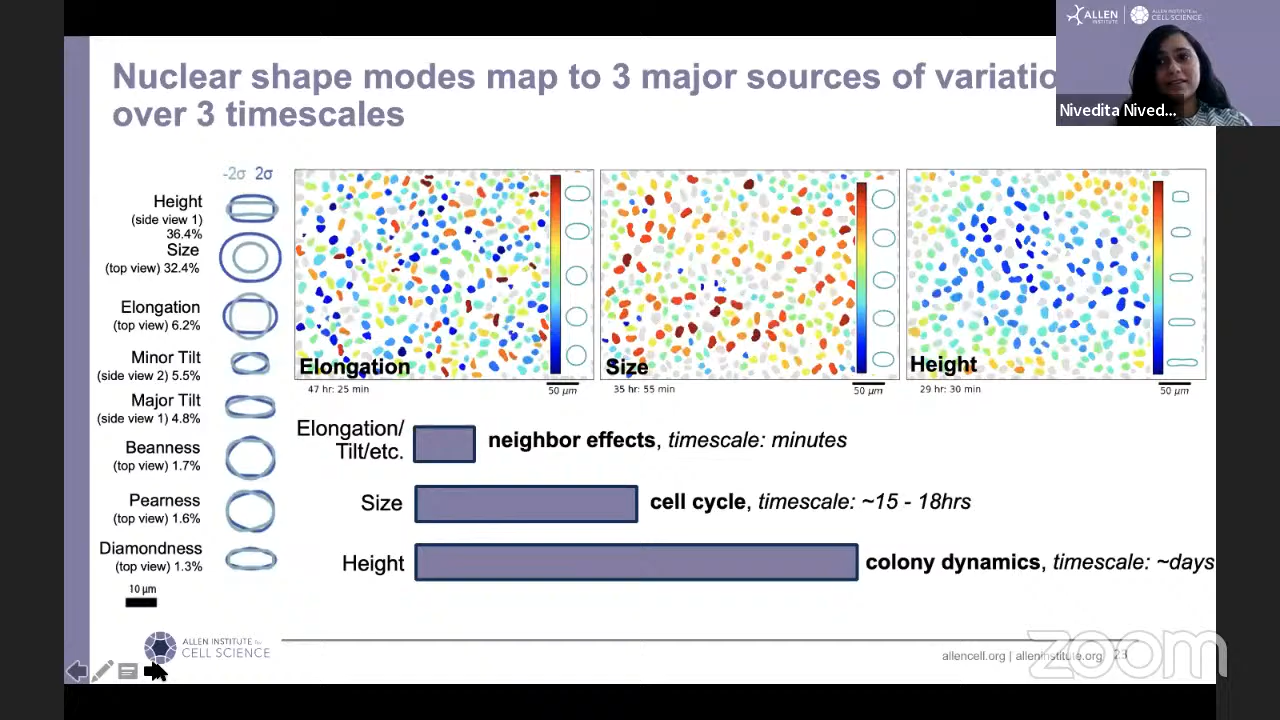 ALLEN INSTITUTE
ALLEN INSTITUTE for CELL SCIENCE
Nivedita Nived...
Nuclear shape modes map to 3 major sources of variatio
over 3 timescales
-2σ 2σ
Height
(side view 1)
36.4%
Size
(top view) 32.4%
Elongation
(top view) 6.2%
Minor Tilt
(side view 2) 5.5%
Major Tilt
(side view 1) 4.8%
Beanness
(top view) 1.7%
Pearness
(top view) 1.6%
Diamondness
(top view) 1.3%
10 μm
Elongation
47 hr: 25 min
50 μm
Size
35 hr: 55 min
50 μm
Height
29 hr: 30 min
50 μm
Elongation/
Tilt/etc.
neighbor effects, timescale: minutes
Size
cell cycle, timescale: ~15 - 18hrs
Height
colony dynamics, timescale: ~days
ALLEN INSTITUTE for
CELL SCIENCE
allencell.org | alleninstitute.org
23
zoom